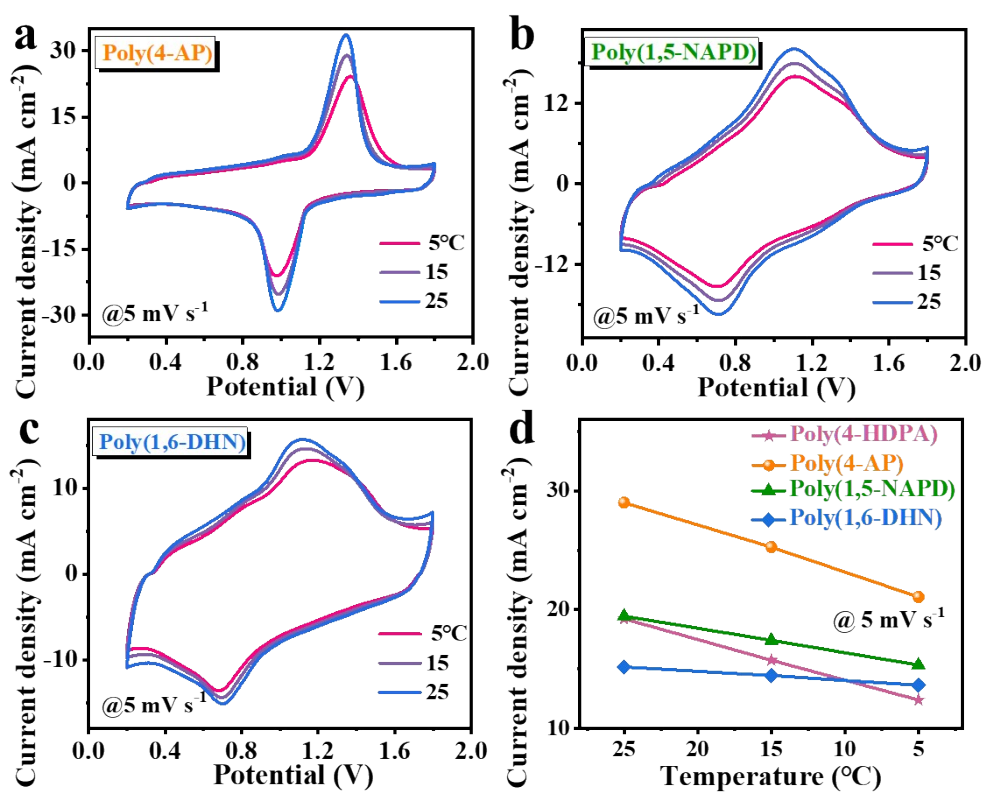 a
Poly(4-AP)
Current density (mA cm-2)
30
15
0
-15
-30
5℃
15
25
@5 mV s-1
0.0 0.4 0.8 1.2 1.6 2.0
Potential (V)
b
Poly(1,5-NAPD)
Current density (mA cm-2)
12
0
-12
5℃
15
25
@5 mV s-1
0.0 0.4 0.8 1.2 1.6 2.0
Potential (V)
c
Poly(1,6-DHN)
Current density (mA cm-2)
10
0
-10
5℃
15
25
@5 mV s-1
0.0 0.4 0.8 1.2 1.6 2.0
Potential (V)
d
Poly(4-HDPA)
Poly(4-AP)
Poly(1,5-NAPD)
Poly(1,6-DHN)
Current density (mA cm-2)
30
20
10
@ 5 mV s-1
25 20 15 10 5
Temperature (℃)